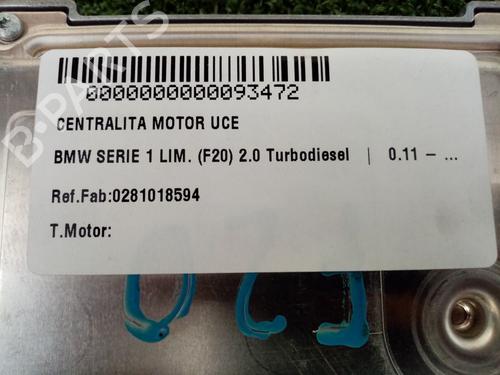 B-PARTS
0000000000093472
CENTRALITA MOTOR UCE
BMW SERIE 1 LIM. (F20) 2.0 Turbodiesel | 0.11 – ...
Ref.Fab:0281018594
T.Motor: